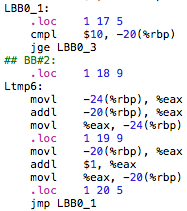 LBB0_1:
.loc 1 17 5
cmpl $10, -20(%rbp)
jge LBB0_3
## BB#2:
.loc 1 18 9
Ltmp6:
movl -24(%rbp), %eax
addl -20(%rbp), %eax
movl %eax, -24(%rbp)
.loc 1 19 9
movl -20(%rbp), %eax
addl $1, %eax
movl %eax, -20(%rbp)
.loc 1 20 5
jmp LBB0_1